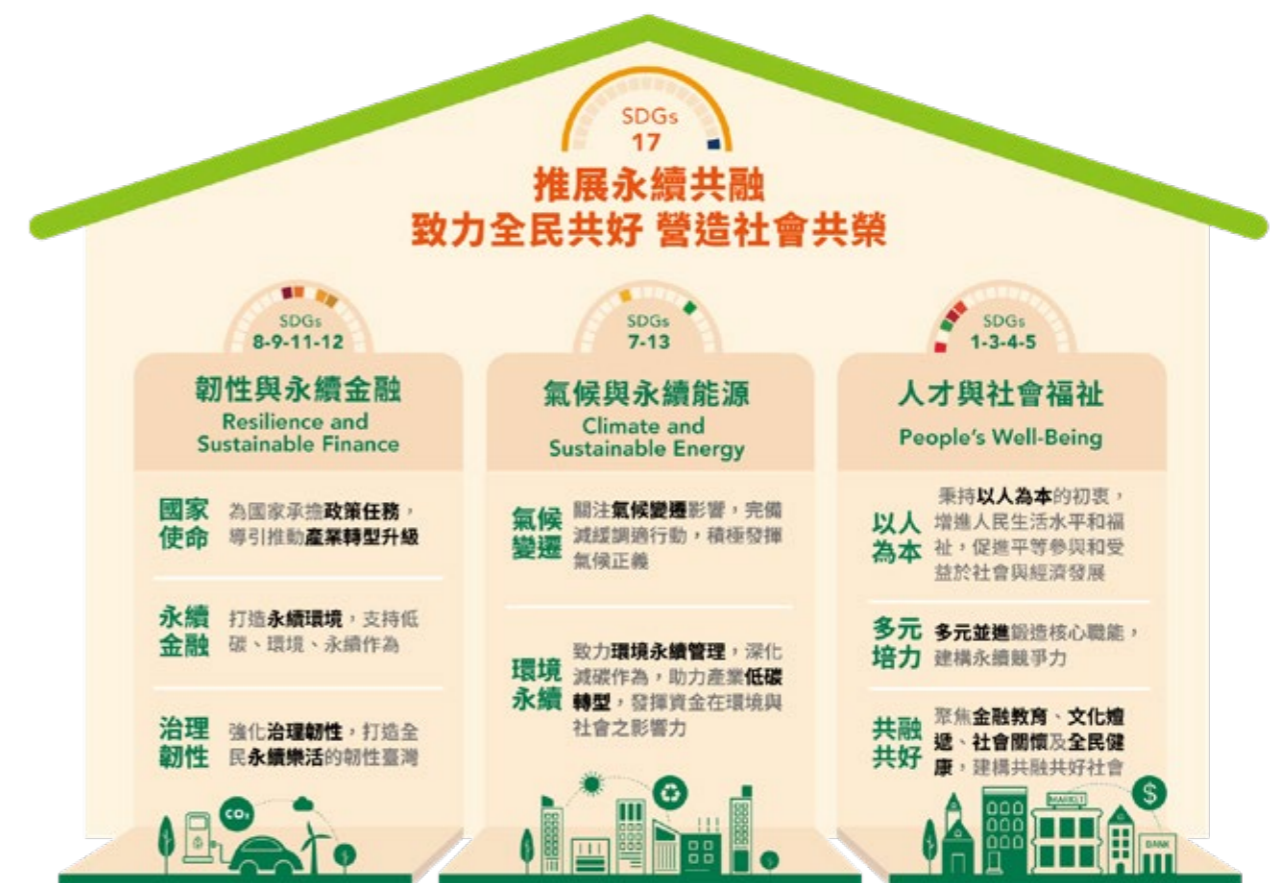 SDGs
17
推展永續共融
致力全民共好 營造社會共榮
SDGs
8-9-11-12
韌性與永續金融
Resilience and
Sustainable Finance
國家
使命
為國家承擔政策任務，
導引推動產業轉型升級
永續
金融
打造永續環境，支持低
碳、環境、永續作為
治理
韌性
強化治理韌性，打造全
民永續樂活的韌性臺灣
CO₂
SDGs
7-13
氣候與永續能源
Climate and
Sustainable Energy
氣候
變遷
關注氣候變遷影響，完備
減緩調適行動，積極發揮
氣候正義
環境
永續
致力環境永續管理，深化
減碳作為，助力產業低碳
轉型，發揮資金在環境與
社會之影響力
SDGs
1-3-4-5
人才與社會福祉
People's Well-Being
以人
為本
秉持以人為本的初衷，
增進人民生活水平和福
祉，促進平等參與和受
益於社會與經濟發展
多元
培力
多元並進鍛造核心職能，
建構永續競爭力
共融
共好
聚焦金融教育、文化嬗
遞、社會關懷及全民健
康，建構共融共好社會
MARKET
$
BANK